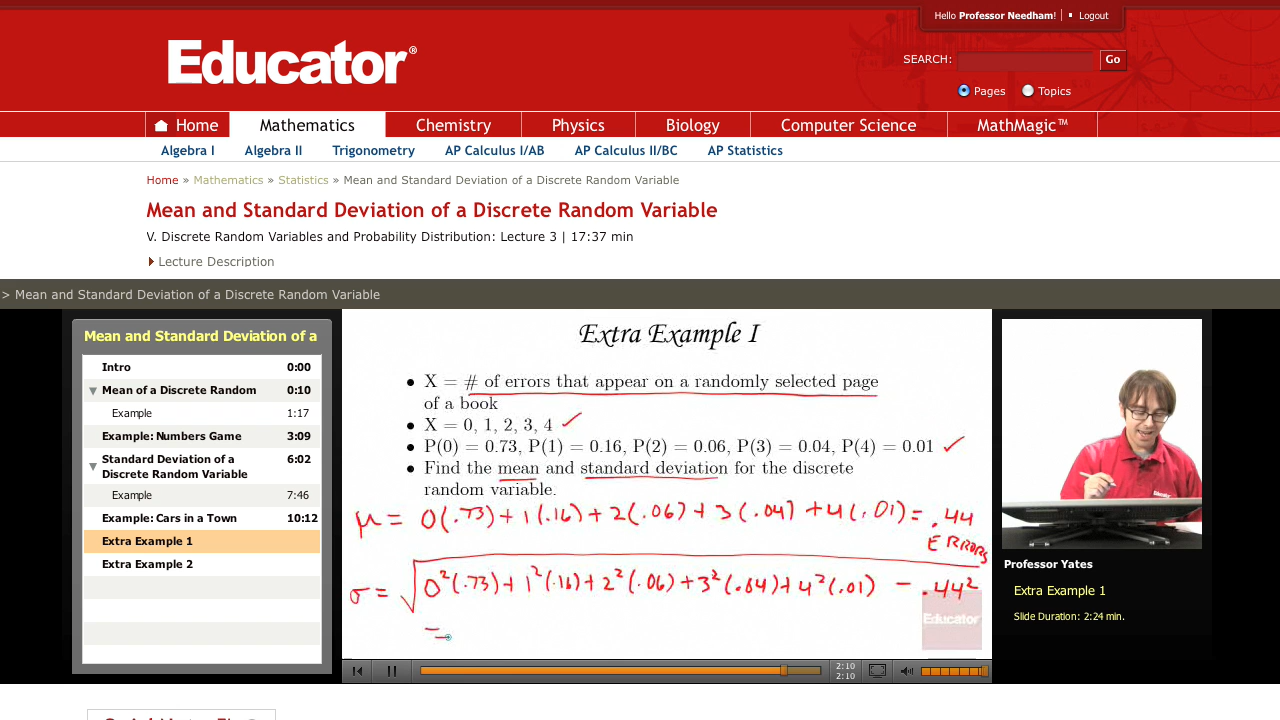 Hello Professor Needham! Logout
Educator®
SEARCH: Go
Pages Topics
Home Mathematics Chemistry Physics Biology Computer Science MathMagic™
Algebra I Algebra II Trigonometry AP Calculus I/AB AP Calculus II/BC AP Statistics
Home » Mathematics » Statistics » Mean and Standard Deviation of a Discrete Random Variable
Mean and Standard Deviation of a Discrete Random Variable
V. Discrete Random Variables and Probability Distribution: Lecture 3 | 17:37 min
Lecture Description
> Mean and Standard Deviation of a Discrete Random Variable
Mean and Standard Deviation of a
Intro 0:00
Mean of a Discrete Random 0:10
Example 1:17
Example: Numbers Game 3:09
Standard Deviation of a 6:02
Discrete Random Variable
Example 7:46
Example: Cars in a Town 10:12
Extra Example 1
Extra Example 2
Extra Example I
• X = # of errors that appear on a randomly selected page
of a book
• X = 0, 1, 2, 3, 4
• P(0) = 0.73, P(1) = 0.16, P(2) = 0.06, P(3) = 0.04, P(4) = 0.01
• Find the mean and standard deviation for the discrete
random variable.
μ = 0(.73)+1(.16)+2(.06)+3(.04)+4(.01)=.44
ERRORS
σ = √0²(.73)+1²(.16)+2²(.06)+3²(.04)+4²(.01) - .44²
=
Educator
2:10
2:10
Professor Yates
Extra Example 1
Slide Duration: 2:24 min.